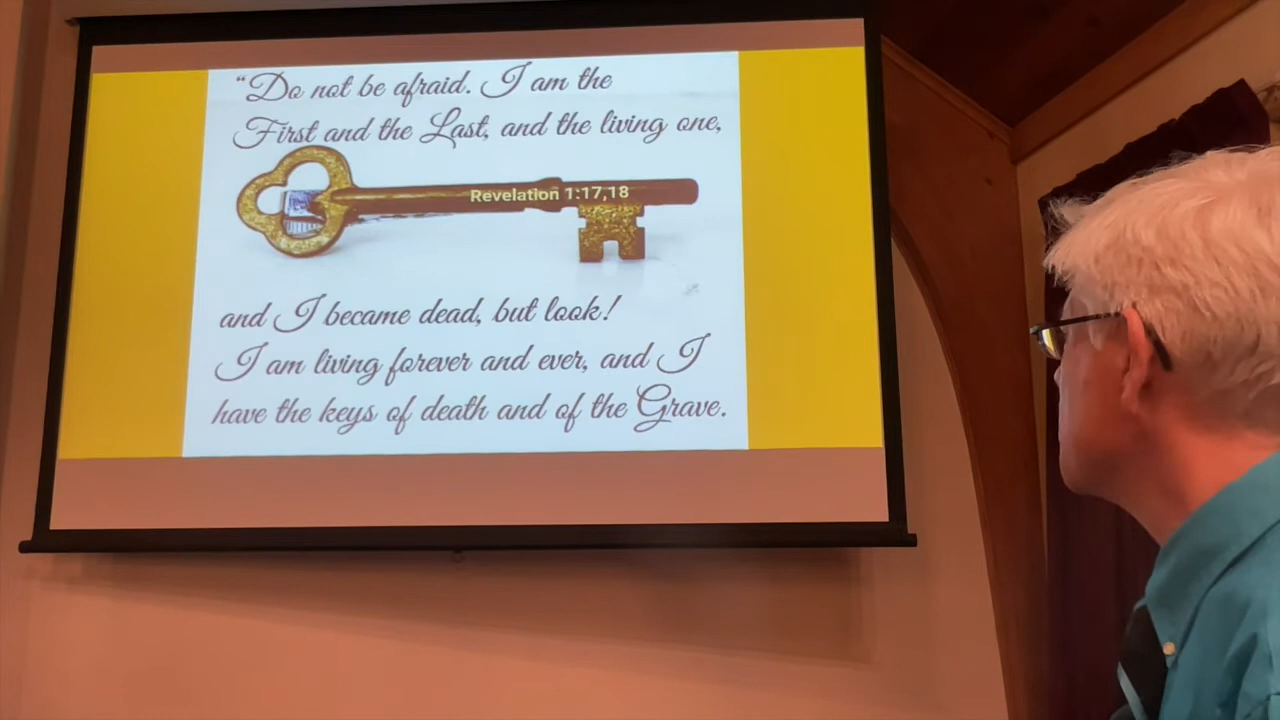 “Do not be afraid. I am the
First and the Last, and the living one,
Revelation 1:17,18
and I became dead, but look!
I am living forever and ever, and I
have the keys of death and of the Grave.